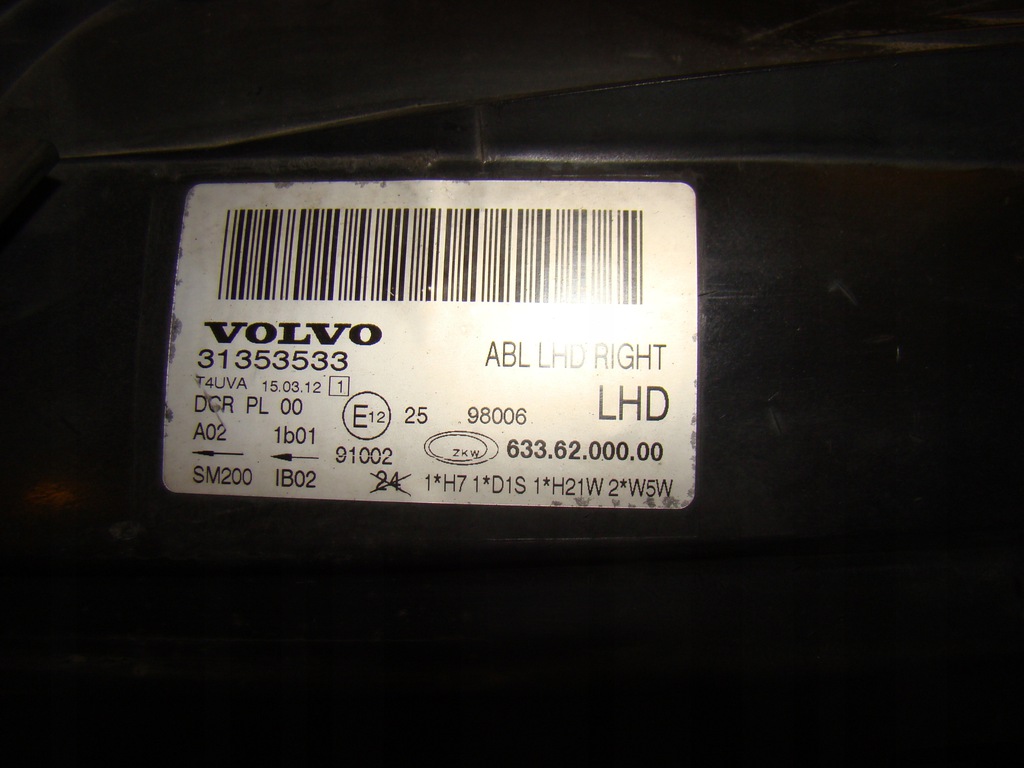 VOLVO
31353533 ABL LHD RIGHT
T4UVA 15.03.12 1
LHD
DCR PL 00 E12 25 98006
A02 1b01 91002 ZKW 633.62.000.00
SM200 IB02 24 1*H7 1*D1S 1*H21W 2*W5W